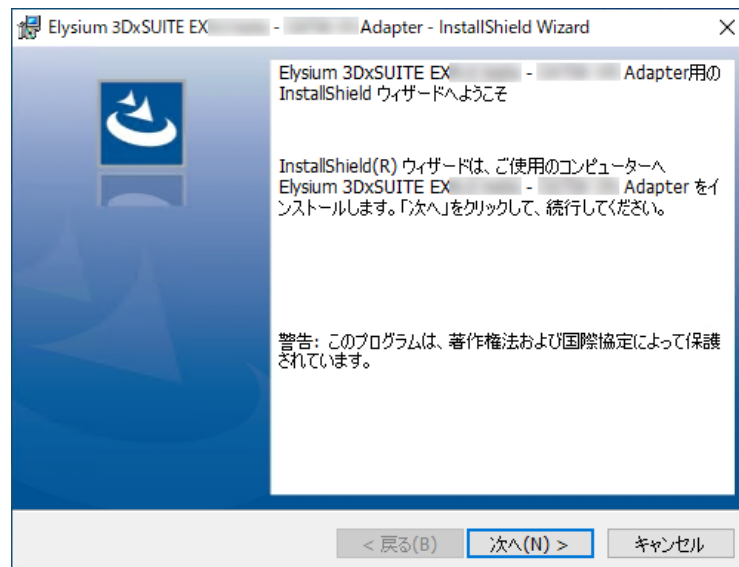 Elysium 3DxSUITE EX - Adapter - InstallShield Wizard
Elysium 3DxSUITE EX - Adapter用の
InstallShield ウィザードへようこそ
InstallShield(R) ウィザードは、ご使用のコンピューターへ
Elysium 3DxSUITE EX - Adapter をイ
ンストールします。「次へ」をクリックして、続行してください。
警告: このプログラムは、著作権法および国際協定によって保護
されています。
< 戻る(B) 次へ(N) > キャンセル